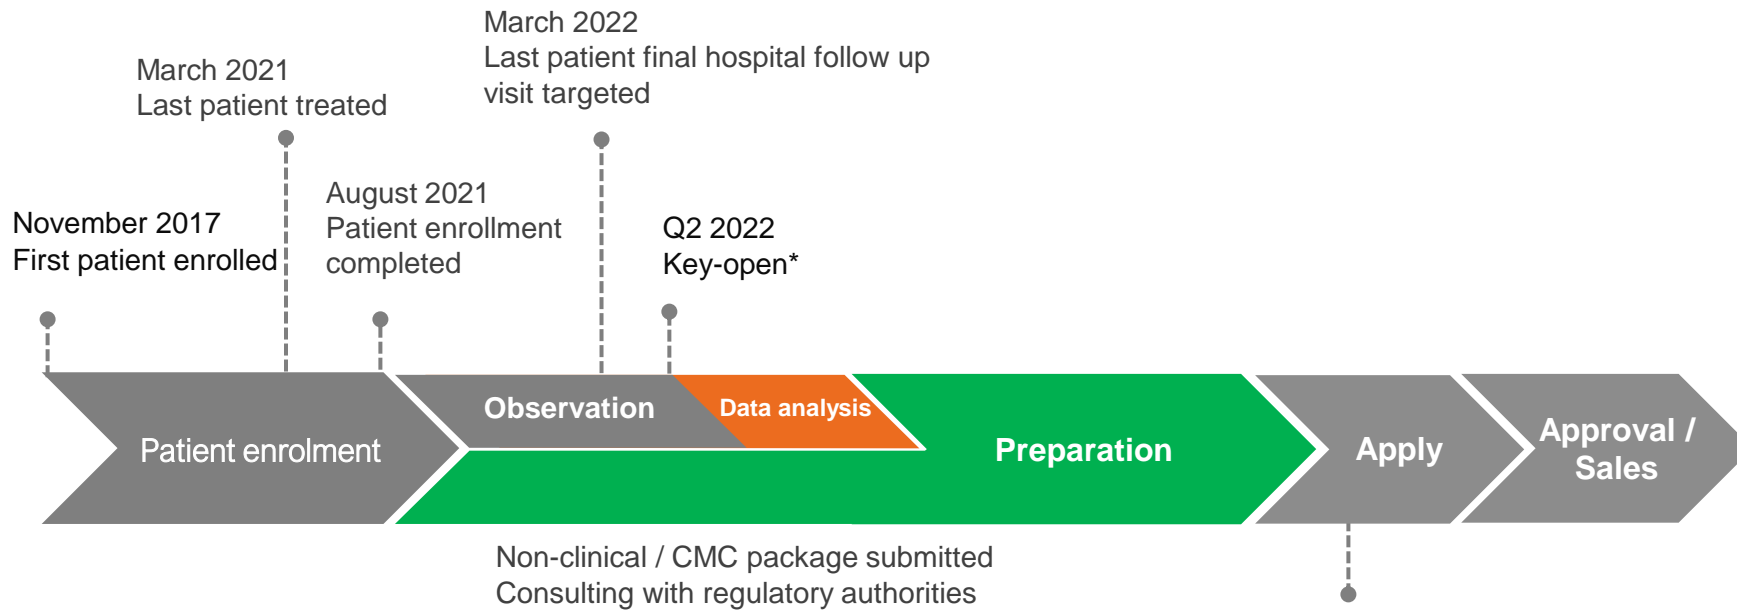 March 2022
Last patient final hospital follow up
visit targeted
March 2021
Last patient treated
August 2021
Patient enrollment
completed
November 2017
First patient enrolled
Q2 2022
Key-open*
Patient enrolment
Observation
Data analysis
Preparation
Apply
Approval /
Sales
Non-clinical / CMC package submitted
Consulting with regulatory authorities